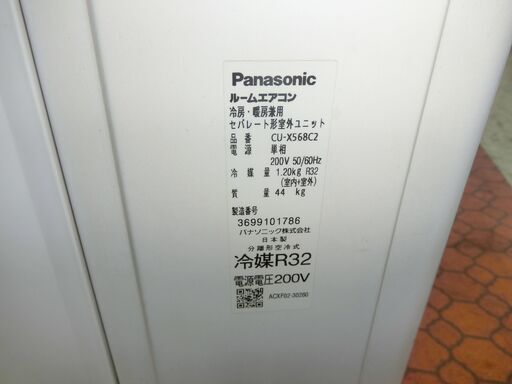 Panasonic
ルームエアコン
冷房・暖房兼用
セパレート形室外ユニット
品番 CU-X568C2
電源 単相
200V 50/60Hz
冷媒量 1.20kg R32
(室内+室外)
質量 44 kg
製造番号
3699101786
パナソニック株式会社
日本製
分離形空冷式
冷媒R32
電源電圧200V
ACXF02-30280